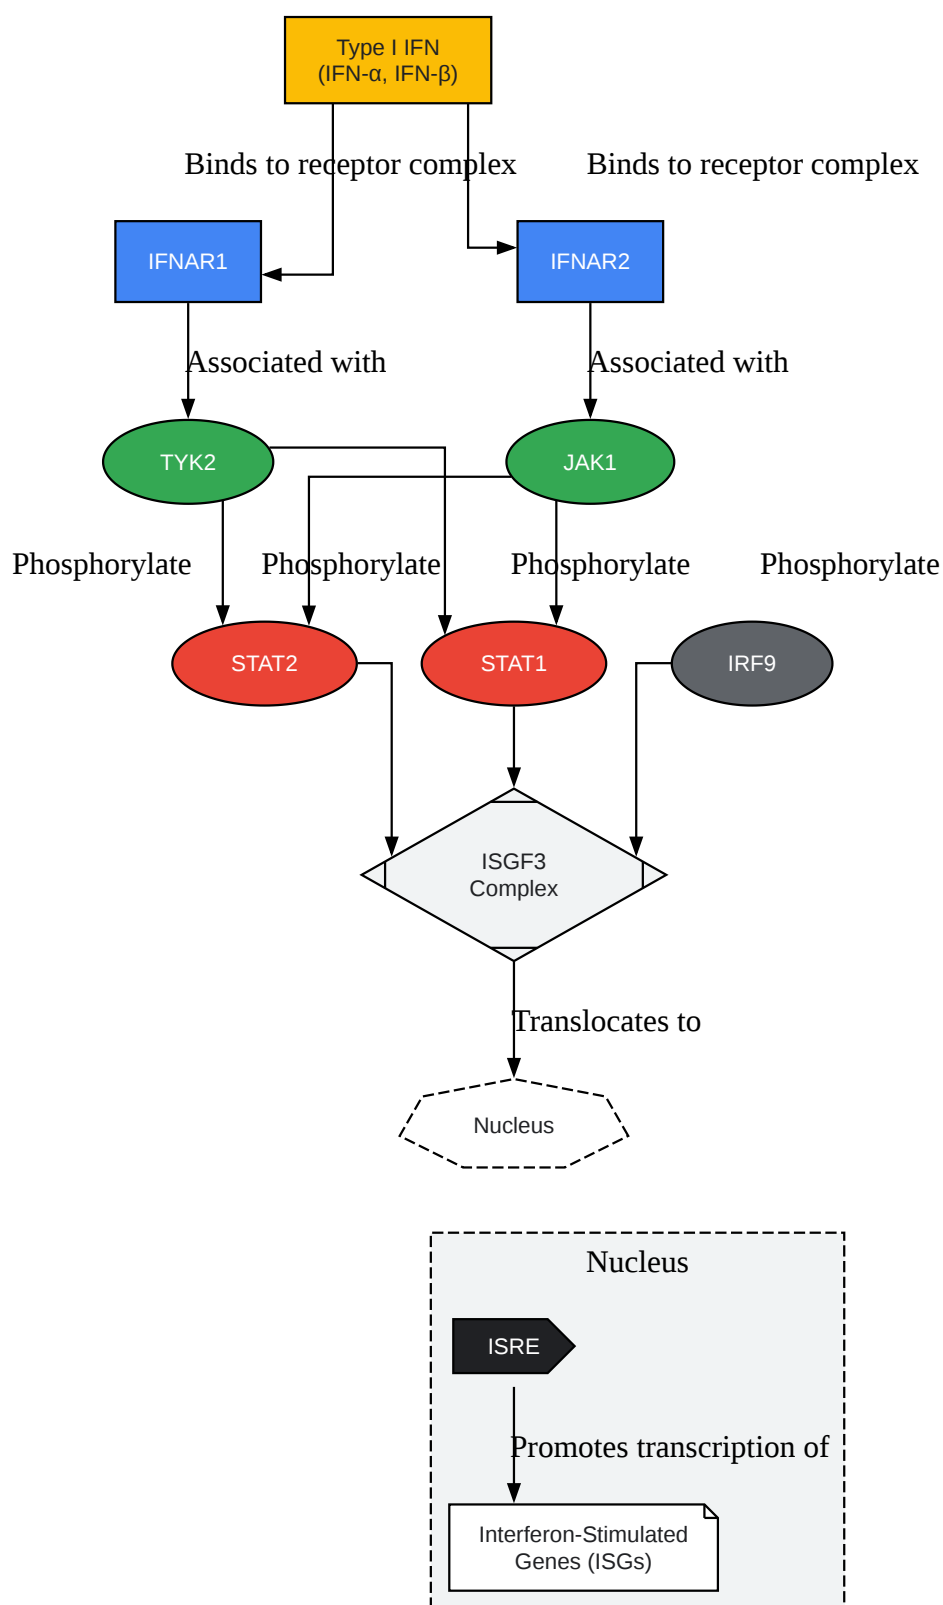 Type I IFN
(IFN-α, IFN-β)
Binds to receptor complex
Binds to receptor complex
IFNAR1
IFNAR2
Associated with
Associated with
TYK2
JAK1
Phosphorylate
Phosphorylate
Phosphorylate
Phosphorylate
STAT2
STAT1
IRF9
ISGF3
Complex
Translocates to
Nucleus
Nucleus
ISRE
Promotes transcription of
Interferon-Stimulated
Genes (ISGs)